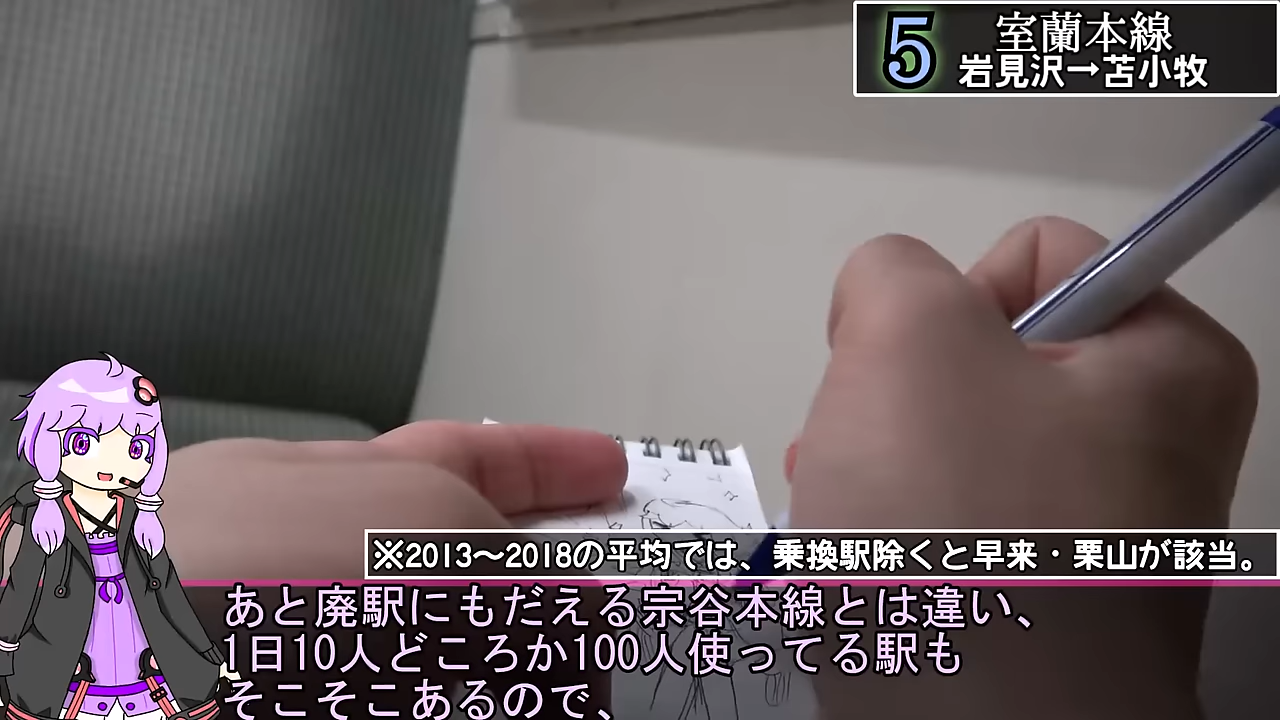 5
室蘭本線
岩見沢→苫小牧
※2013～2018の平均では、乗換駅除くと早来・栗山が該当。
あと廃駅にもだえる宗谷本線とは違い、
1日10人どころか100人使ってる駅も
そこそこあるので、